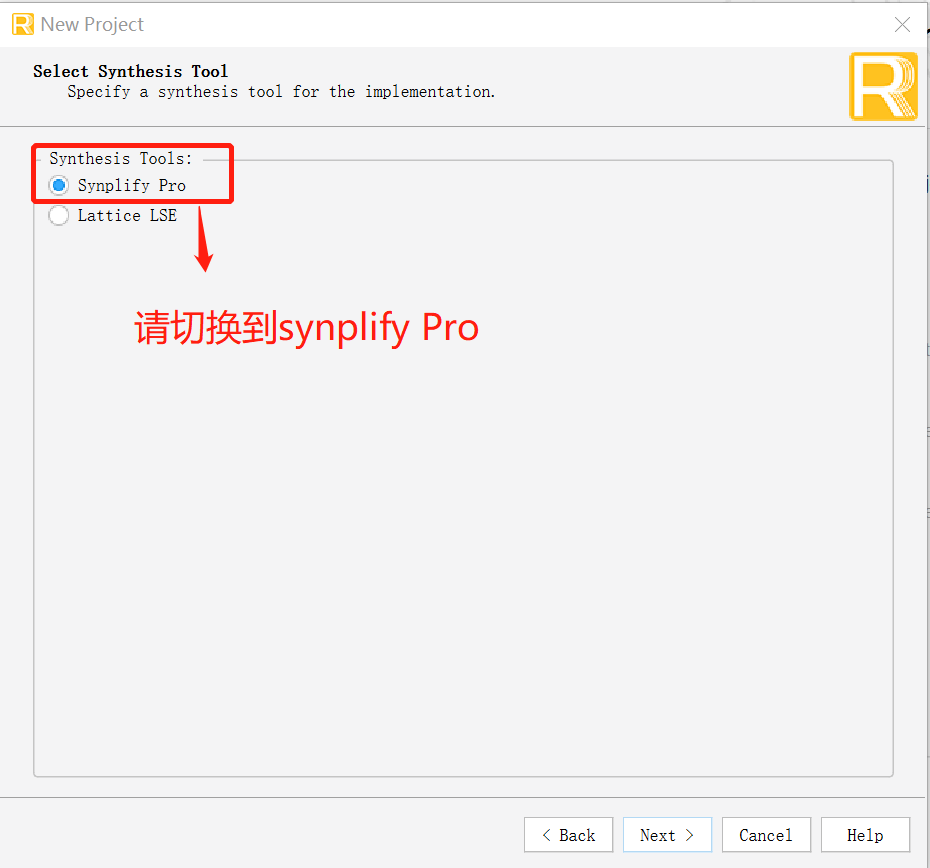 New Project
Select Synthesis Tool
Specify a synthesis tool for the implementation.
Synthesis Tools:
Synplify Pro
Lattice LSE
请切换到synplify Pro
< Back
Next >
Cancel
Help